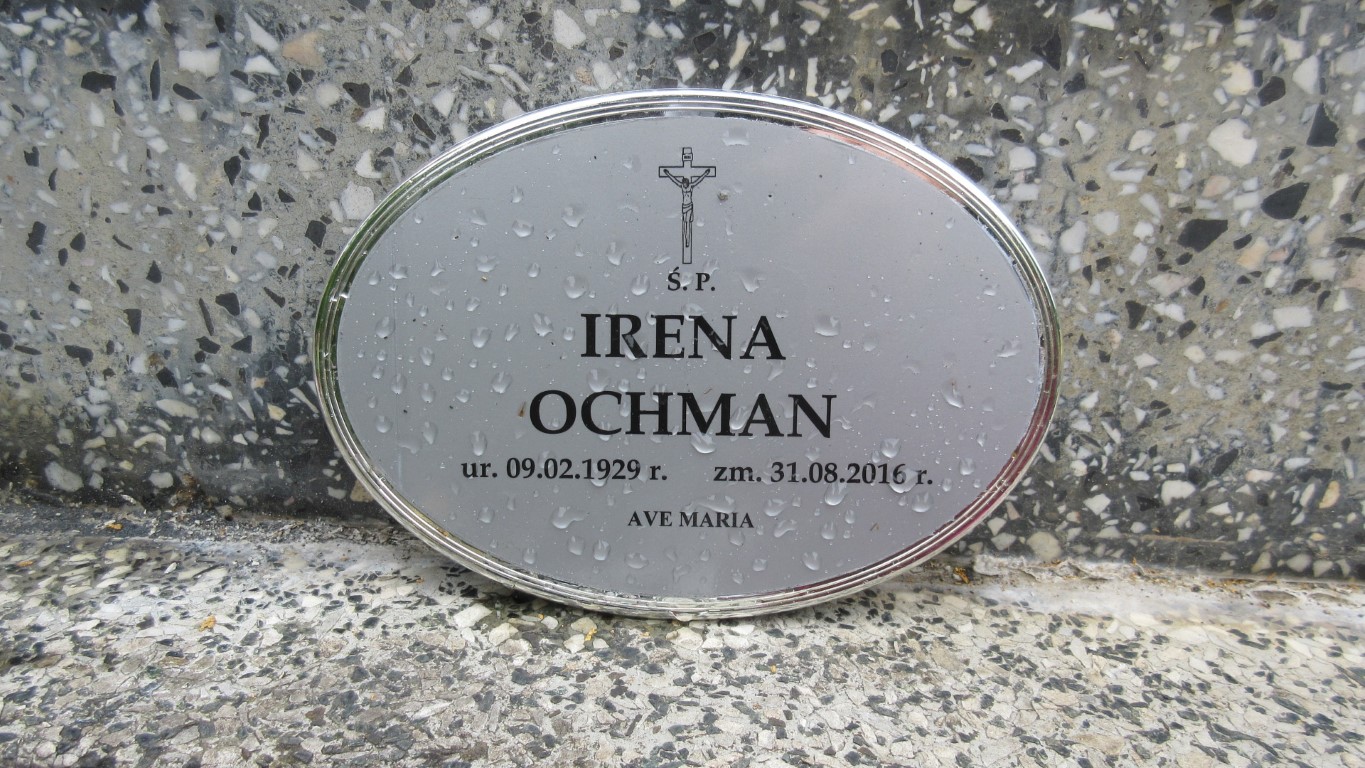 Ś. P.
IRENA
OCHMAN
ur. 09.02.1929 r. zm. 31.08.2016 r.
AVE MARIA